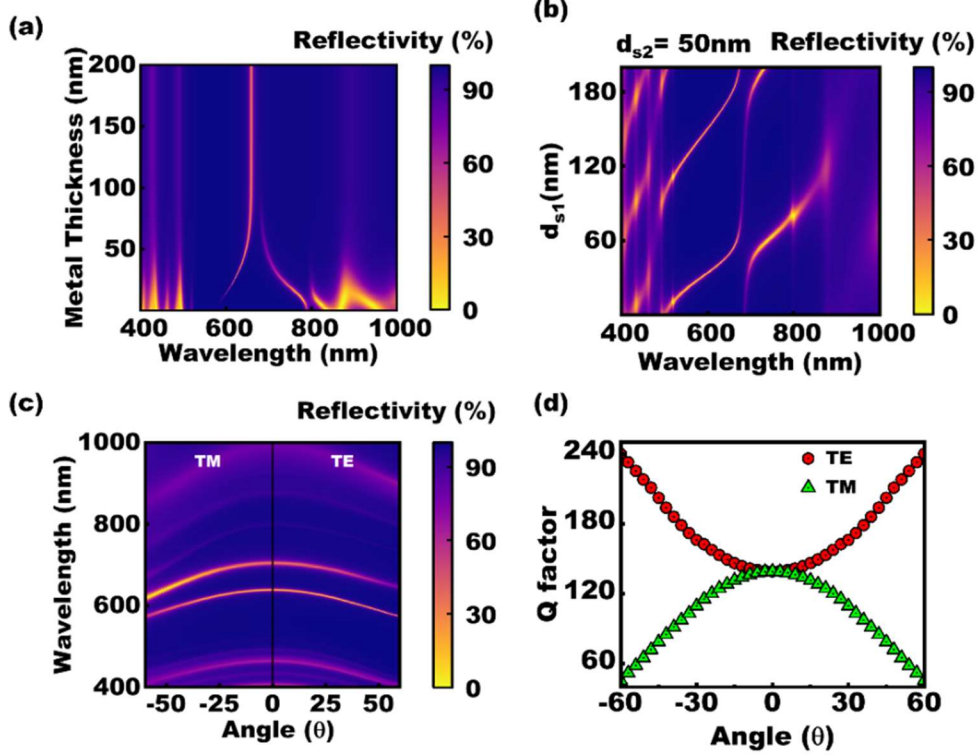 (a)
Reflectivity (%)
200
150
100
50
Metal Thickness (nm)
400
600
800
1000
Wavelength (nm)
90
60
30
0
(b)
d_s2= 50nm Reflectivity (%)
180
120
60
d_s1(nm)
400
600
800
1000
Wavelength (nm)
90
60
30
0
(c)
Reflectivity (%)
1000
800
600
400
Wavelength (nm)
TM
TE
-50
-25
0
25
50
Angle (θ)
90
60
30
0
(d)
240
180
120
60
Q factor
TE
TM
-60
-30
0
30
60
Angle (θ)